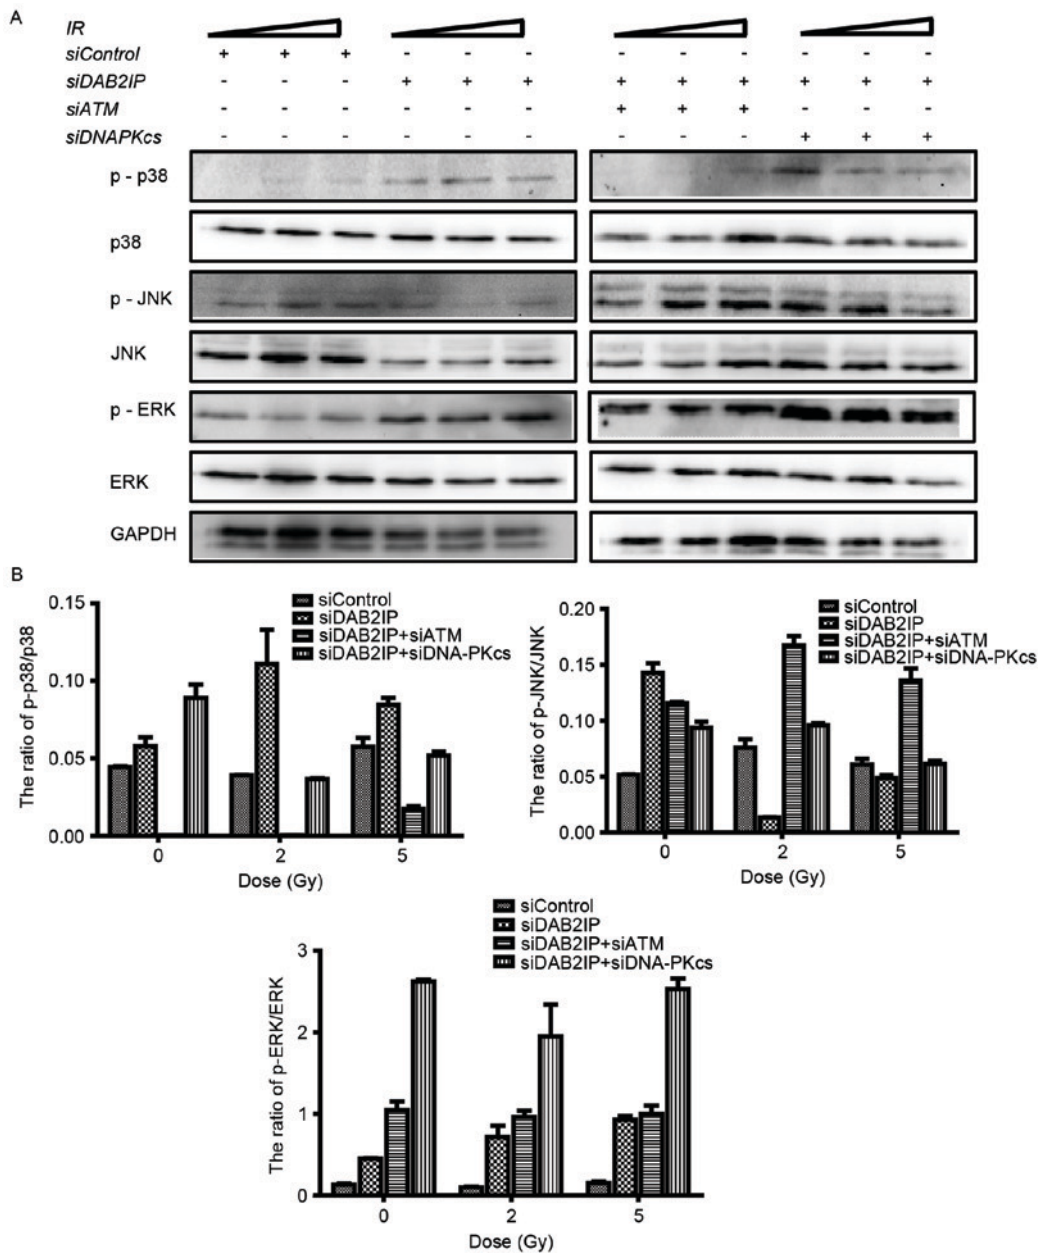 A
IR
siControl + + + - - - - - - - - -
siDAB2IP - - - + + + + + + + + +
siATM - - - - - - + + + - - -
siDNAPKcs - - - - - - - - - + + +
p - p38
p38
p - JNK
JNK
p - ERK
ERK
GAPDH
B
The ratio of p-p38/p38
0.15
0.10
0.05
0.00
0 2 5
Dose (Gy)
siControl
siDAB2IP
siDAB2IP+siATM
siDAB2IP+siDNA-PKcs
The ratio of p-JNK/JNK
0.20
0.15
0.10
0.05
0.00
0 2 5
Dose (Gy)
siControl
siDAB2IP
siDAB2IP+siATM
siDAB2IP+siDNA-PKcs
The ratio of p-ERK/ERK
3
2
1
0
0 2 5
Dose (Gy)
siControl
siDAB2IP
siDAB2IP+siATM
siDAB2IP+siDNA-PKcs